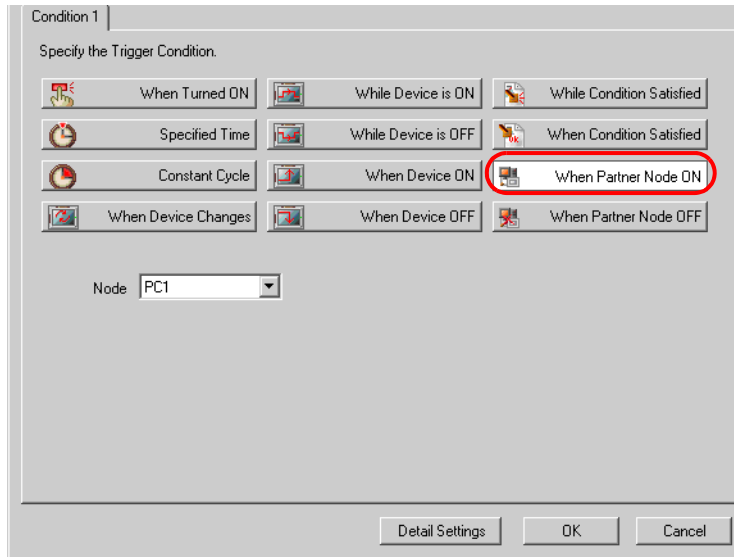 Condition 1
Specify the Trigger Condition.
When Turned ON
While Device is ON
While Condition Satisfied
Specified Time
While Device is OFF
When Condition Satisfied
Constant Cycle
When Device ON
When Partner Node ON
When Device Changes
When Device OFF
When Partner Node OFF
Node PC1
Detail Settings
OK
Cancel